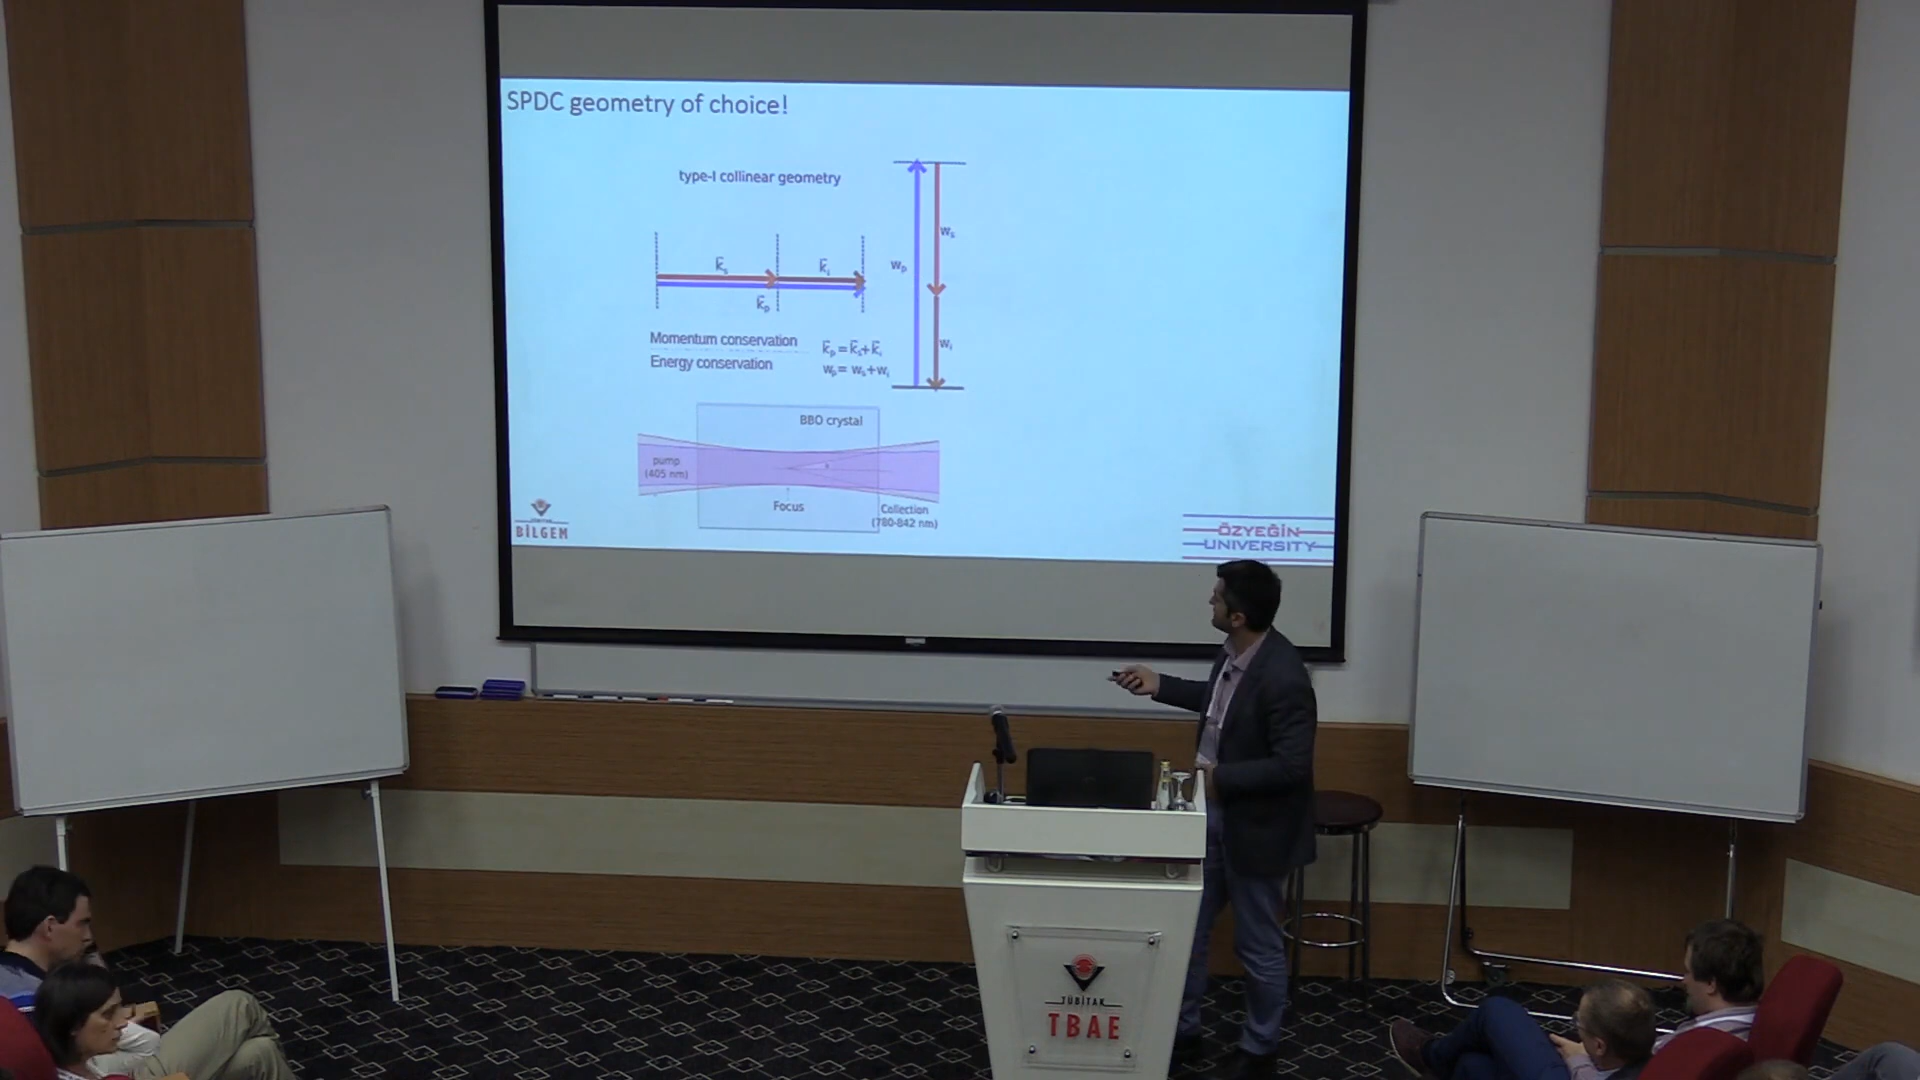 SPDC geometry of choice!
type-I collinear geometry
k̄s
k̄i
k̄p
wp
ws
wi
Momentum conservation
k̄p = k̄s+k̄i
Energy conservation
wp = ws+wi
BBO crystal
pump
(405 nm)
Focus
Collection
(780-842 nm)
BİLGEM
ÖZYEĞİN
UNIVERSITY
TÜBİTAK
TBAE